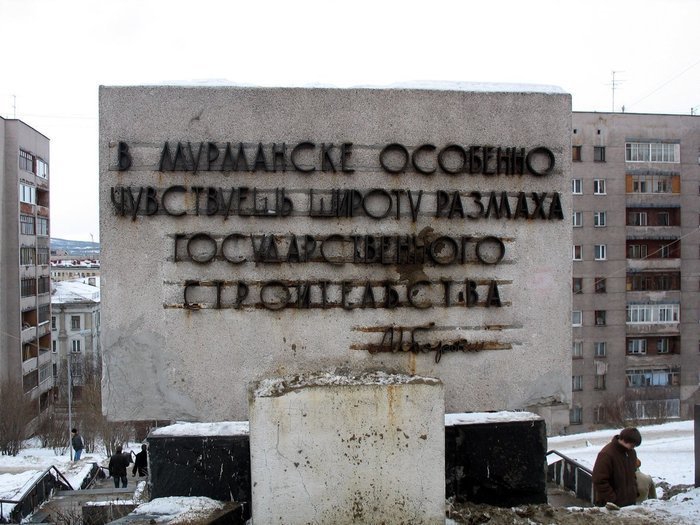 В МУРМАНСКЕ ОСОБЕННО
ЧУВСТВУЕШЬ ШИРОТУ РАЗМАХА
ГОСУДАРСТВЕННОГО
СТРОИТЕЛЬСТВА